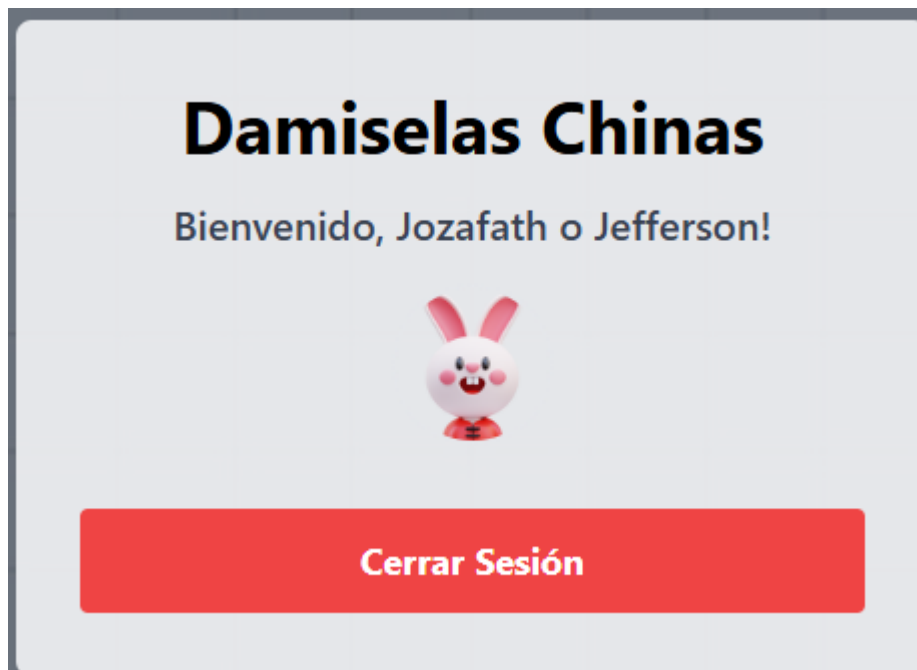 Damiselas Chinas
Bienvenido, Jozafath o Jefferson!
Cerrar Sesión